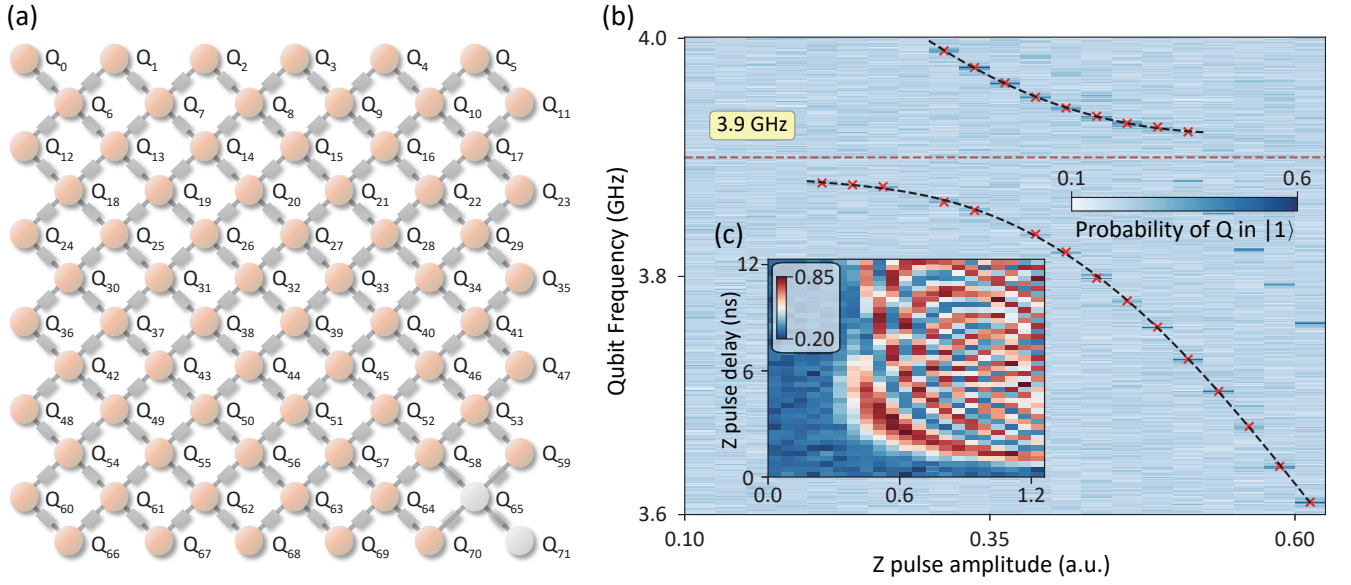 (a)
Q0 Q1 Q2 Q3 Q4 Q5
Q6 Q7 Q8 Q9 Q10 Q11
Q12 Q13 Q14 Q15 Q16 Q17
Q18 Q19 Q20 Q21 Q22 Q23
Q24 Q25 Q26 Q27 Q28 Q29
Q30 Q31 Q32 Q33 Q34 Q35
Q36 Q37 Q38 Q39 Q40 Q41
Q42 Q43 Q44 Q45 Q46 Q47
Q48 Q49 Q50 Q51 Q52 Q53
Q54 Q55 Q56 Q57 Q58 Q59
Q60 Q61 Q62 Q63 Q64 Q65
Q66 Q67 Q68 Q69 Q70 Q71
(b)
Qubit Frequency (GHz)
4.0
3.8
3.6
3.9 GHz
0.1 0.6
Probability of Q in |1⟩
0.10 0.35 0.60
Z pulse amplitude (a.u.)
(c)
Z pulse delay (ns)
12
6
0
0.85
0.20
0.0 0.6 1.2